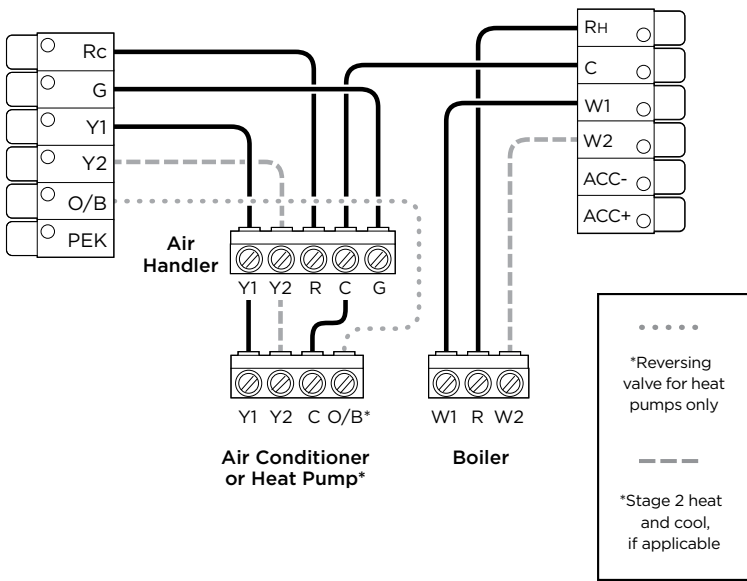 Rc
G
Y1
Y2
O/B
PEK
RH
C
W1
W2
ACC-
ACC+
Air
Handler
Y1 Y2 R C G
Y1 Y2 C O/B*
Air Conditioner
or Heat Pump*
W1 R W2
Boiler
*Reversing
valve for heat
pumps only
*Stage 2 heat
and cool,
if applicable